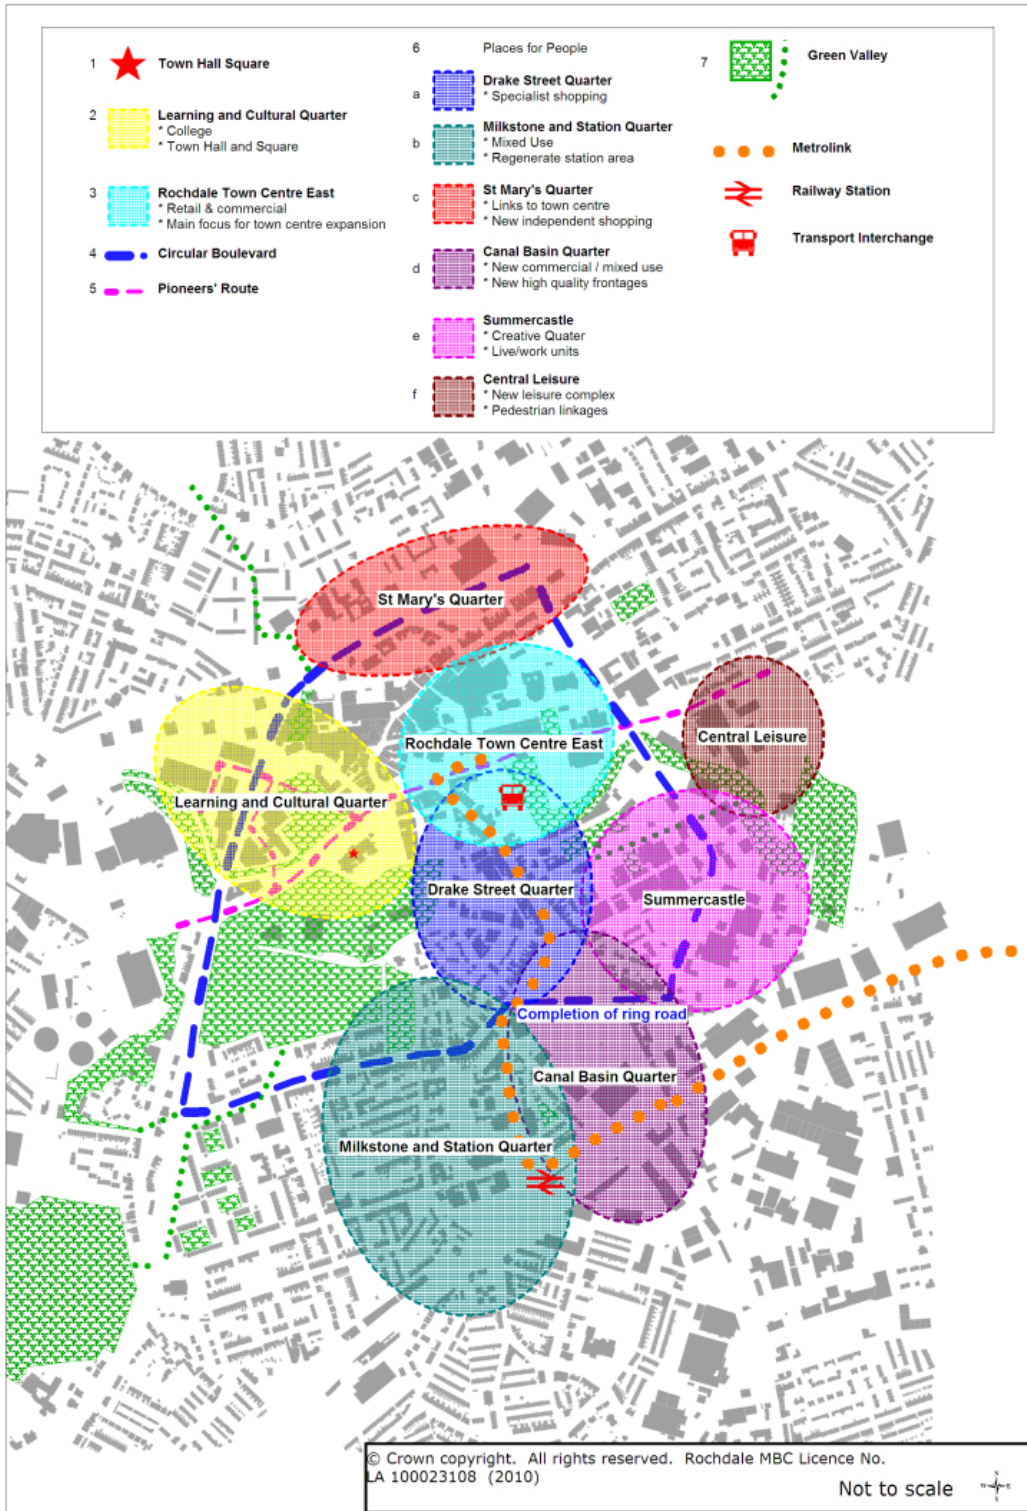 1 Town Hall Square
2 Learning and Cultural Quarter
* College
* Town Hall and Square
3 Rochdale Town Centre East
* Retail & commercial
* Main focus for town centre expansion
4 Circular Boulevard
5 Pioneers' Route
6 Places for People
a Drake Street Quarter
* Specialist shopping
b Milkstone and Station Quarter
* Mixed Use
* Regenerate station area
c St Mary's Quarter
* Links to town centre
* New independent shopping
d Canal Basin Quarter
* New commercial / mixed use
* New high quality frontages
e Summercastle
* Creative Quater
* Live/work units
f Central Leisure
* New leisure complex
* Pedestrian linkages
7 Green Valley
Metrolink
Railway Station
Transport Interchange
St Mary's Quarter
Rochdale Town Centre East
Central Leisure
Learning and Cultural Quarter
Drake Street Quarter
Summercastle
Completion of ring road
Canal Basin Quarter
Milkstone and Station Quarter
© Crown copyright. All rights reserved. Rochdale MBC Licence No.
LA 100023108 (2010)
Not to scale
N
W E
S